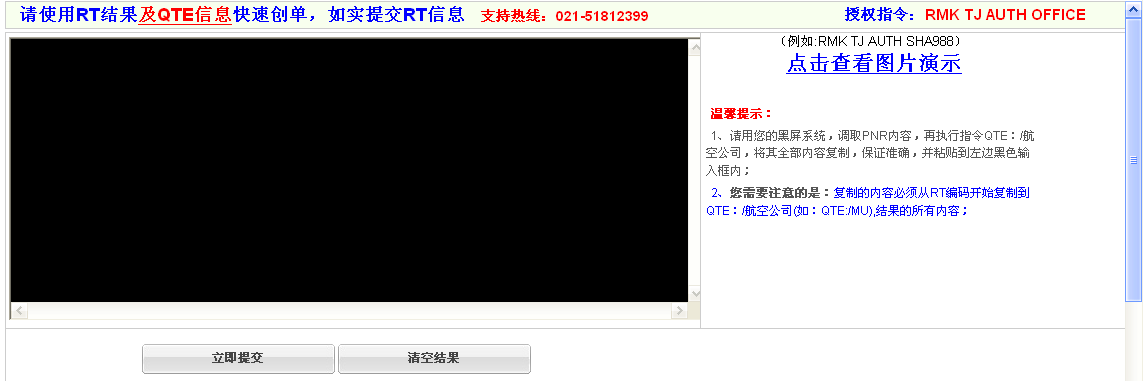 请使用RT结果及QTE信息快速创单，如实提交RT信息 支持热线：021-51812399 授权指令：RMK TJ AUTH OFFICE
（例如:RMK TJ AUTH SHA988）
点击查看图片演示
温馨提示：
1、请用您的黑屏系统，调取PNR内容，再执行指令QTE：/航
空公司，将其全部内容复制，保证准确，并粘贴到左边黑色输
入框内；
2、您需要注意的是：复制的内容必须从RT编码开始复制到
QTE：/航空公司(如：QTE:/MU),结果的所有内容；
立即提交 清空结果